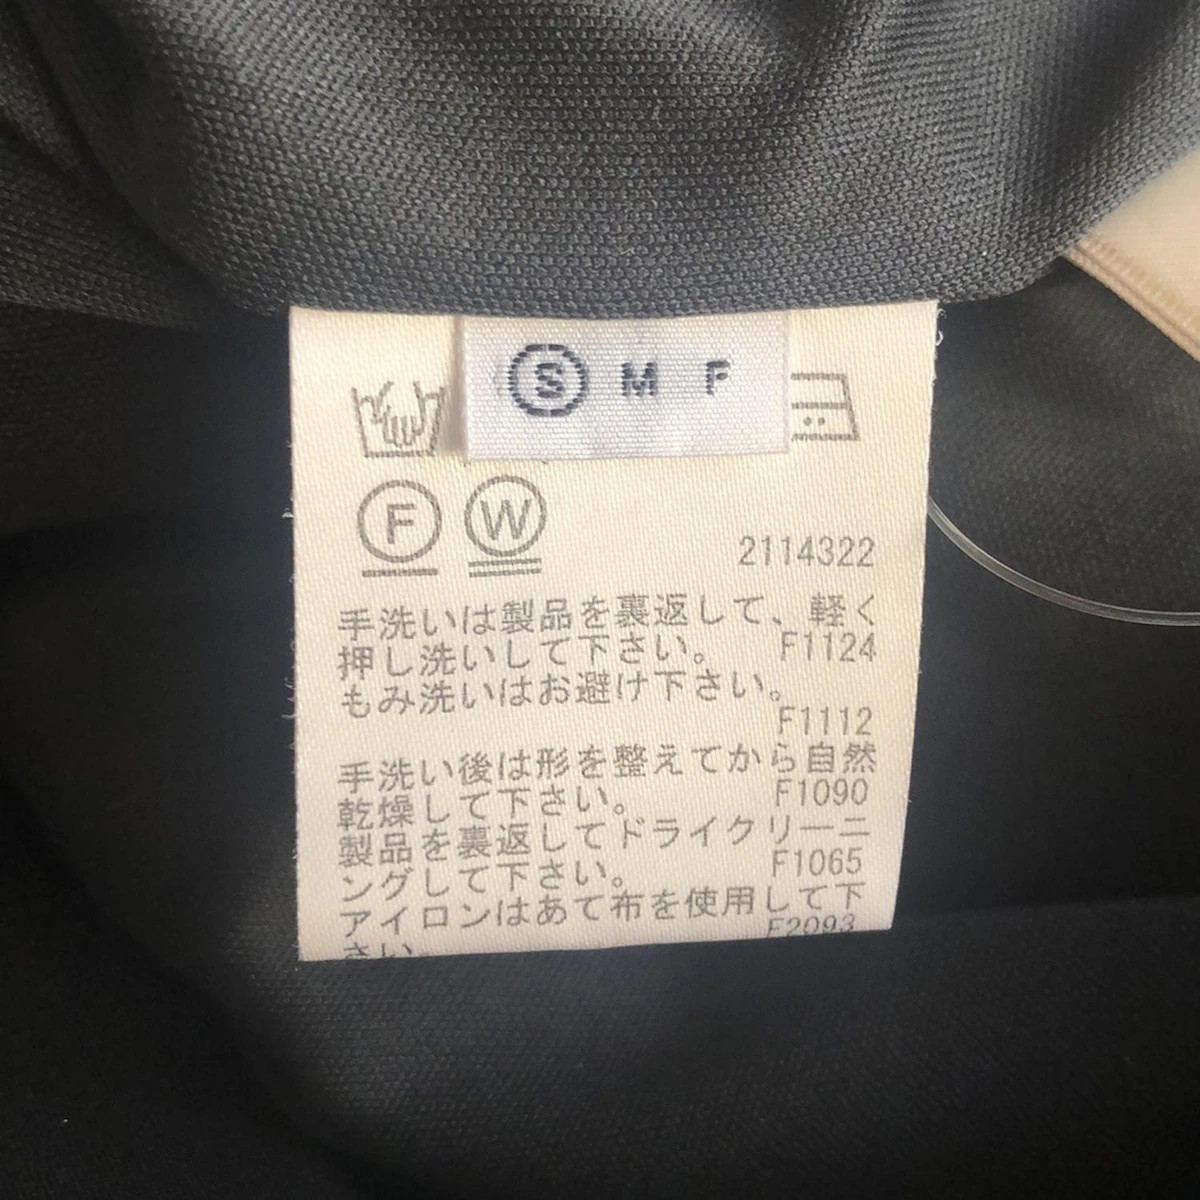 S M F
F W
2114322
手洗いは製品を裏返して、軽く
押し洗いして下さい。 F1124
もみ洗いはお避け下さい。
F1112
手洗い後は形を整えてから自然
乾燥して下さい。 F1090
製品を裏返してドライクリーニ
ングして下さい。 F1065
アイロンはあて布を使用して下
さい。 F2093